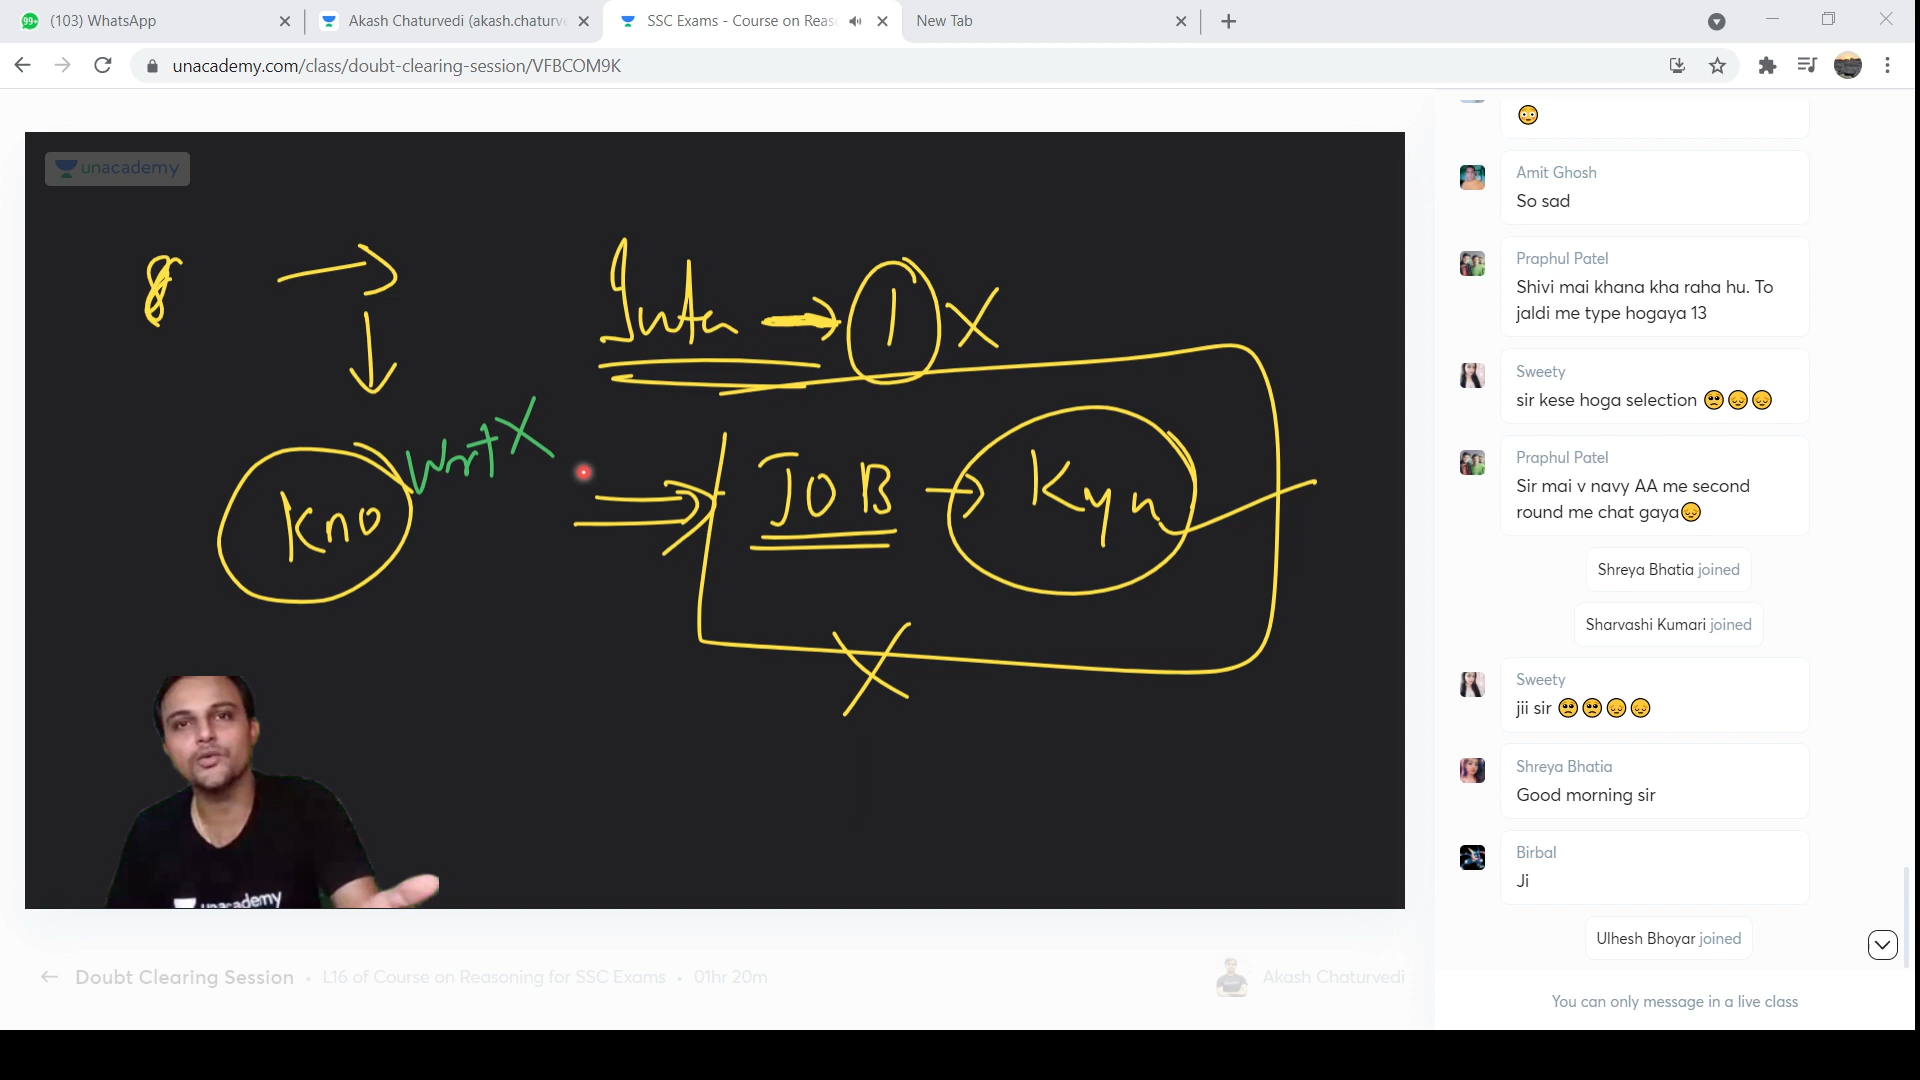 (103) WhatsApp
Akash Chaturvedi (akash.chaturve
SSC Exams - Course on Reas
New Tab
unacademy.com/class/doubt-clearing-session/VFBCOM9K
unacademy
8
1 X
Wrt X
Kno
JOB
Kyu
X
unacademy
Doubt Clearing Session • L16 of Course on Reasoning for SSC Exams • 01hr 20m
Akash Chaturvedi
Amit Ghosh
So sad
Praphul Patel
Shivi mai khana kha raha hu. To
jaldi me type hogaya 13
Sweety
sir kese hoga selection 🥺😔😔
Praphul Patel
Sir mai v navy AA me second
round me chat gaya😔
Shreya Bhatia joined
Sharvashi Kumari joined
Sweety
jii sir 🥺🥺😔😔
Shreya Bhatia
Good morning sir
Birbal
Ji
Ulhesh Bhoyar joined
You can only message in a live class